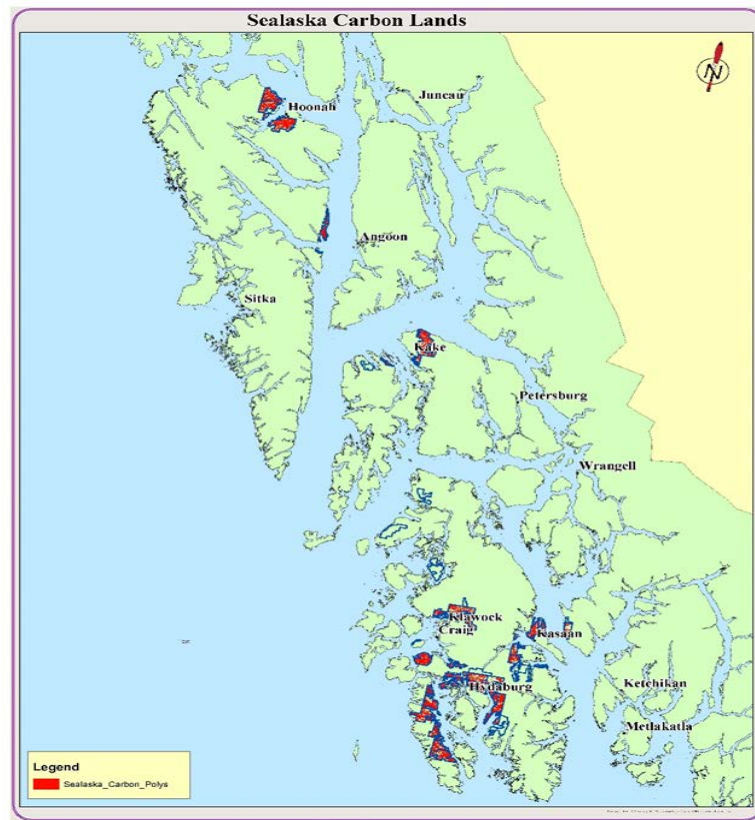 Sealaska Carbon Lands
N
Hoonah
Juneau
Angoon
Sitka
Kake
Petersburg
Wrangell
Klawock
Craig
Kasaan
Hydaburg
Ketchikan
Metlakatla
Legend
Sealaska_Carbon_Polys